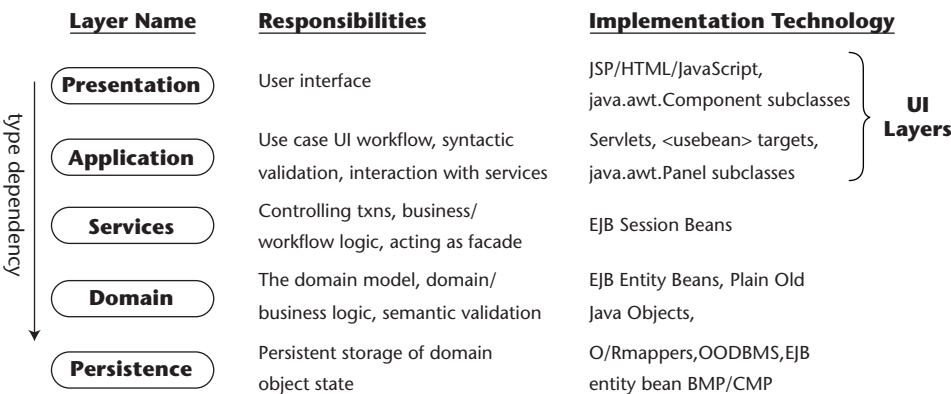 Layer Name Responsibilities Implementation Technology
Presentation
User interface
JSP/HTML/JavaScript,
java.awt.Component subclasses
UI
Layers
Application
Use case UI workflow, syntactic
validation, interaction with services
Servlets, <usebean> targets,
java.awt.Panel subclasses
type dependency
Services
Controlling txns, business/
workflow logic, acting as facade
EJB Session Beans
Domain
The domain model, domain/
business logic, semantic validation
EJB Entity Beans, Plain Old
Java Objects,
Persistence
Persistent storage of domain
object state
O/Rmappers,OODBMS,EJB
entity bean BMP/CMP